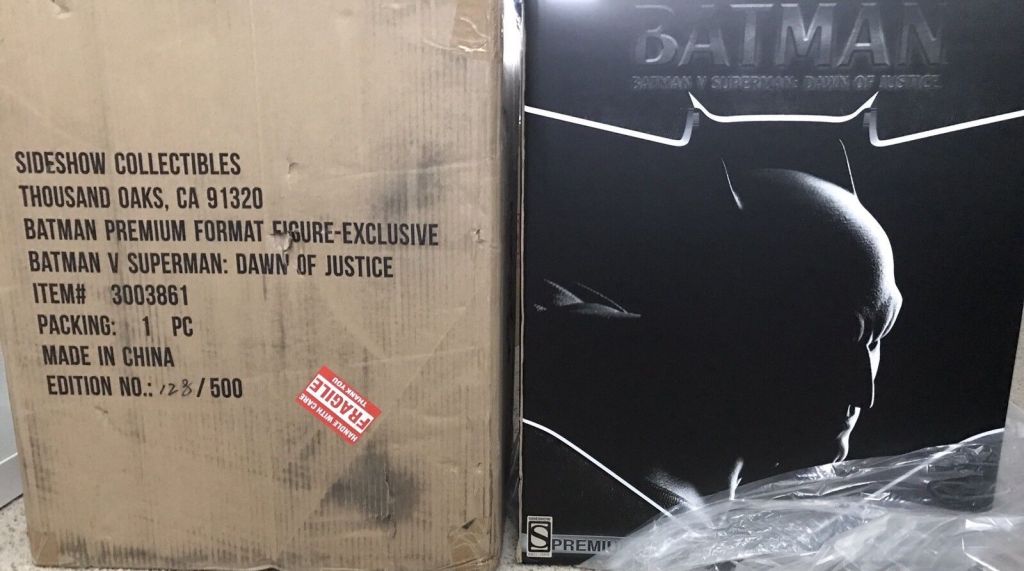 SIDESHOW COLLECTIBLES
THOUSAND OAKS, CA 91320
BATMAN PREMIUM FORMAT FIGURE-EXCLUSIVE
BATMAN V SUPERMAN: DAWN OF JUSTICE
ITEM# 3003861
PACKING: 1 PC
MADE IN CHINA
EDITION NO.: 128/500
FRAGILE
HANDLE WITH CARE
THANK YOU
BATMAN
BATMAN V SUPERMAN: DAWN OF JUSTICE
SIDESHOW
S
PREMIU